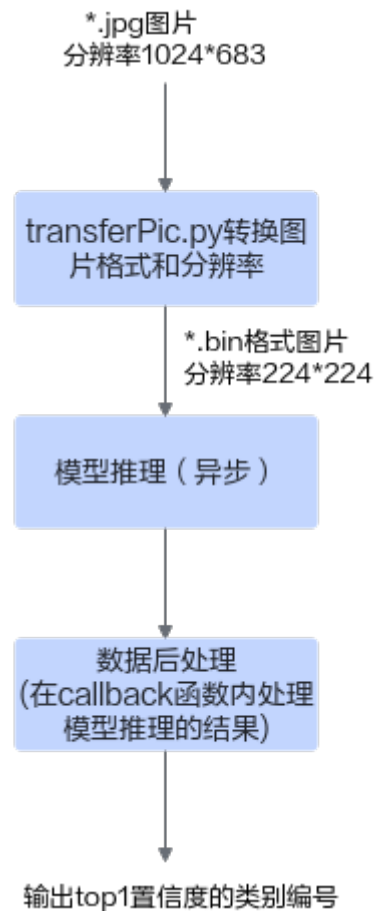 *.jpg图片
分辨率1024*683
transferPic.py转换图
片格式和分辨率
*.bin格式图片
分辨率224*224
模型推理（异步）
数据后处理
(在callback函数内处理
模型推理的结果)
输出top1置信度的类别编号